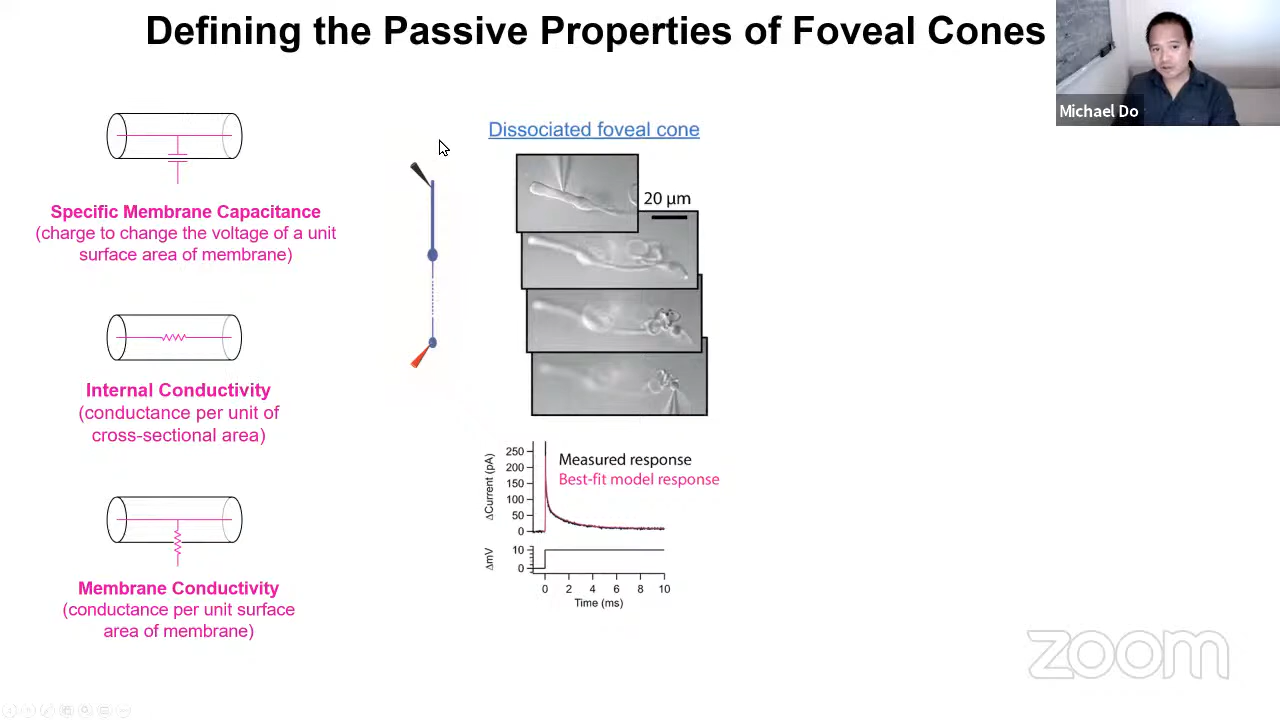 Defining the Passive Properties of Foveal Cones
Michael Do
Specific Membrane Capacitance
(charge to change the voltage of a unit
surface area of membrane)
Internal Conductivity
(conductance per unit of
cross-sectional area)
Membrane Conductivity
(conductance per unit surface
area of membrane)
Dissociated foveal cone
20 µm
Measured response
Best-fit model response
ΔCurrent (pA)
250
200
150
100
50
0
ΔmV
10
0
0 2 4 6 8 10
Time (ms)
zoom